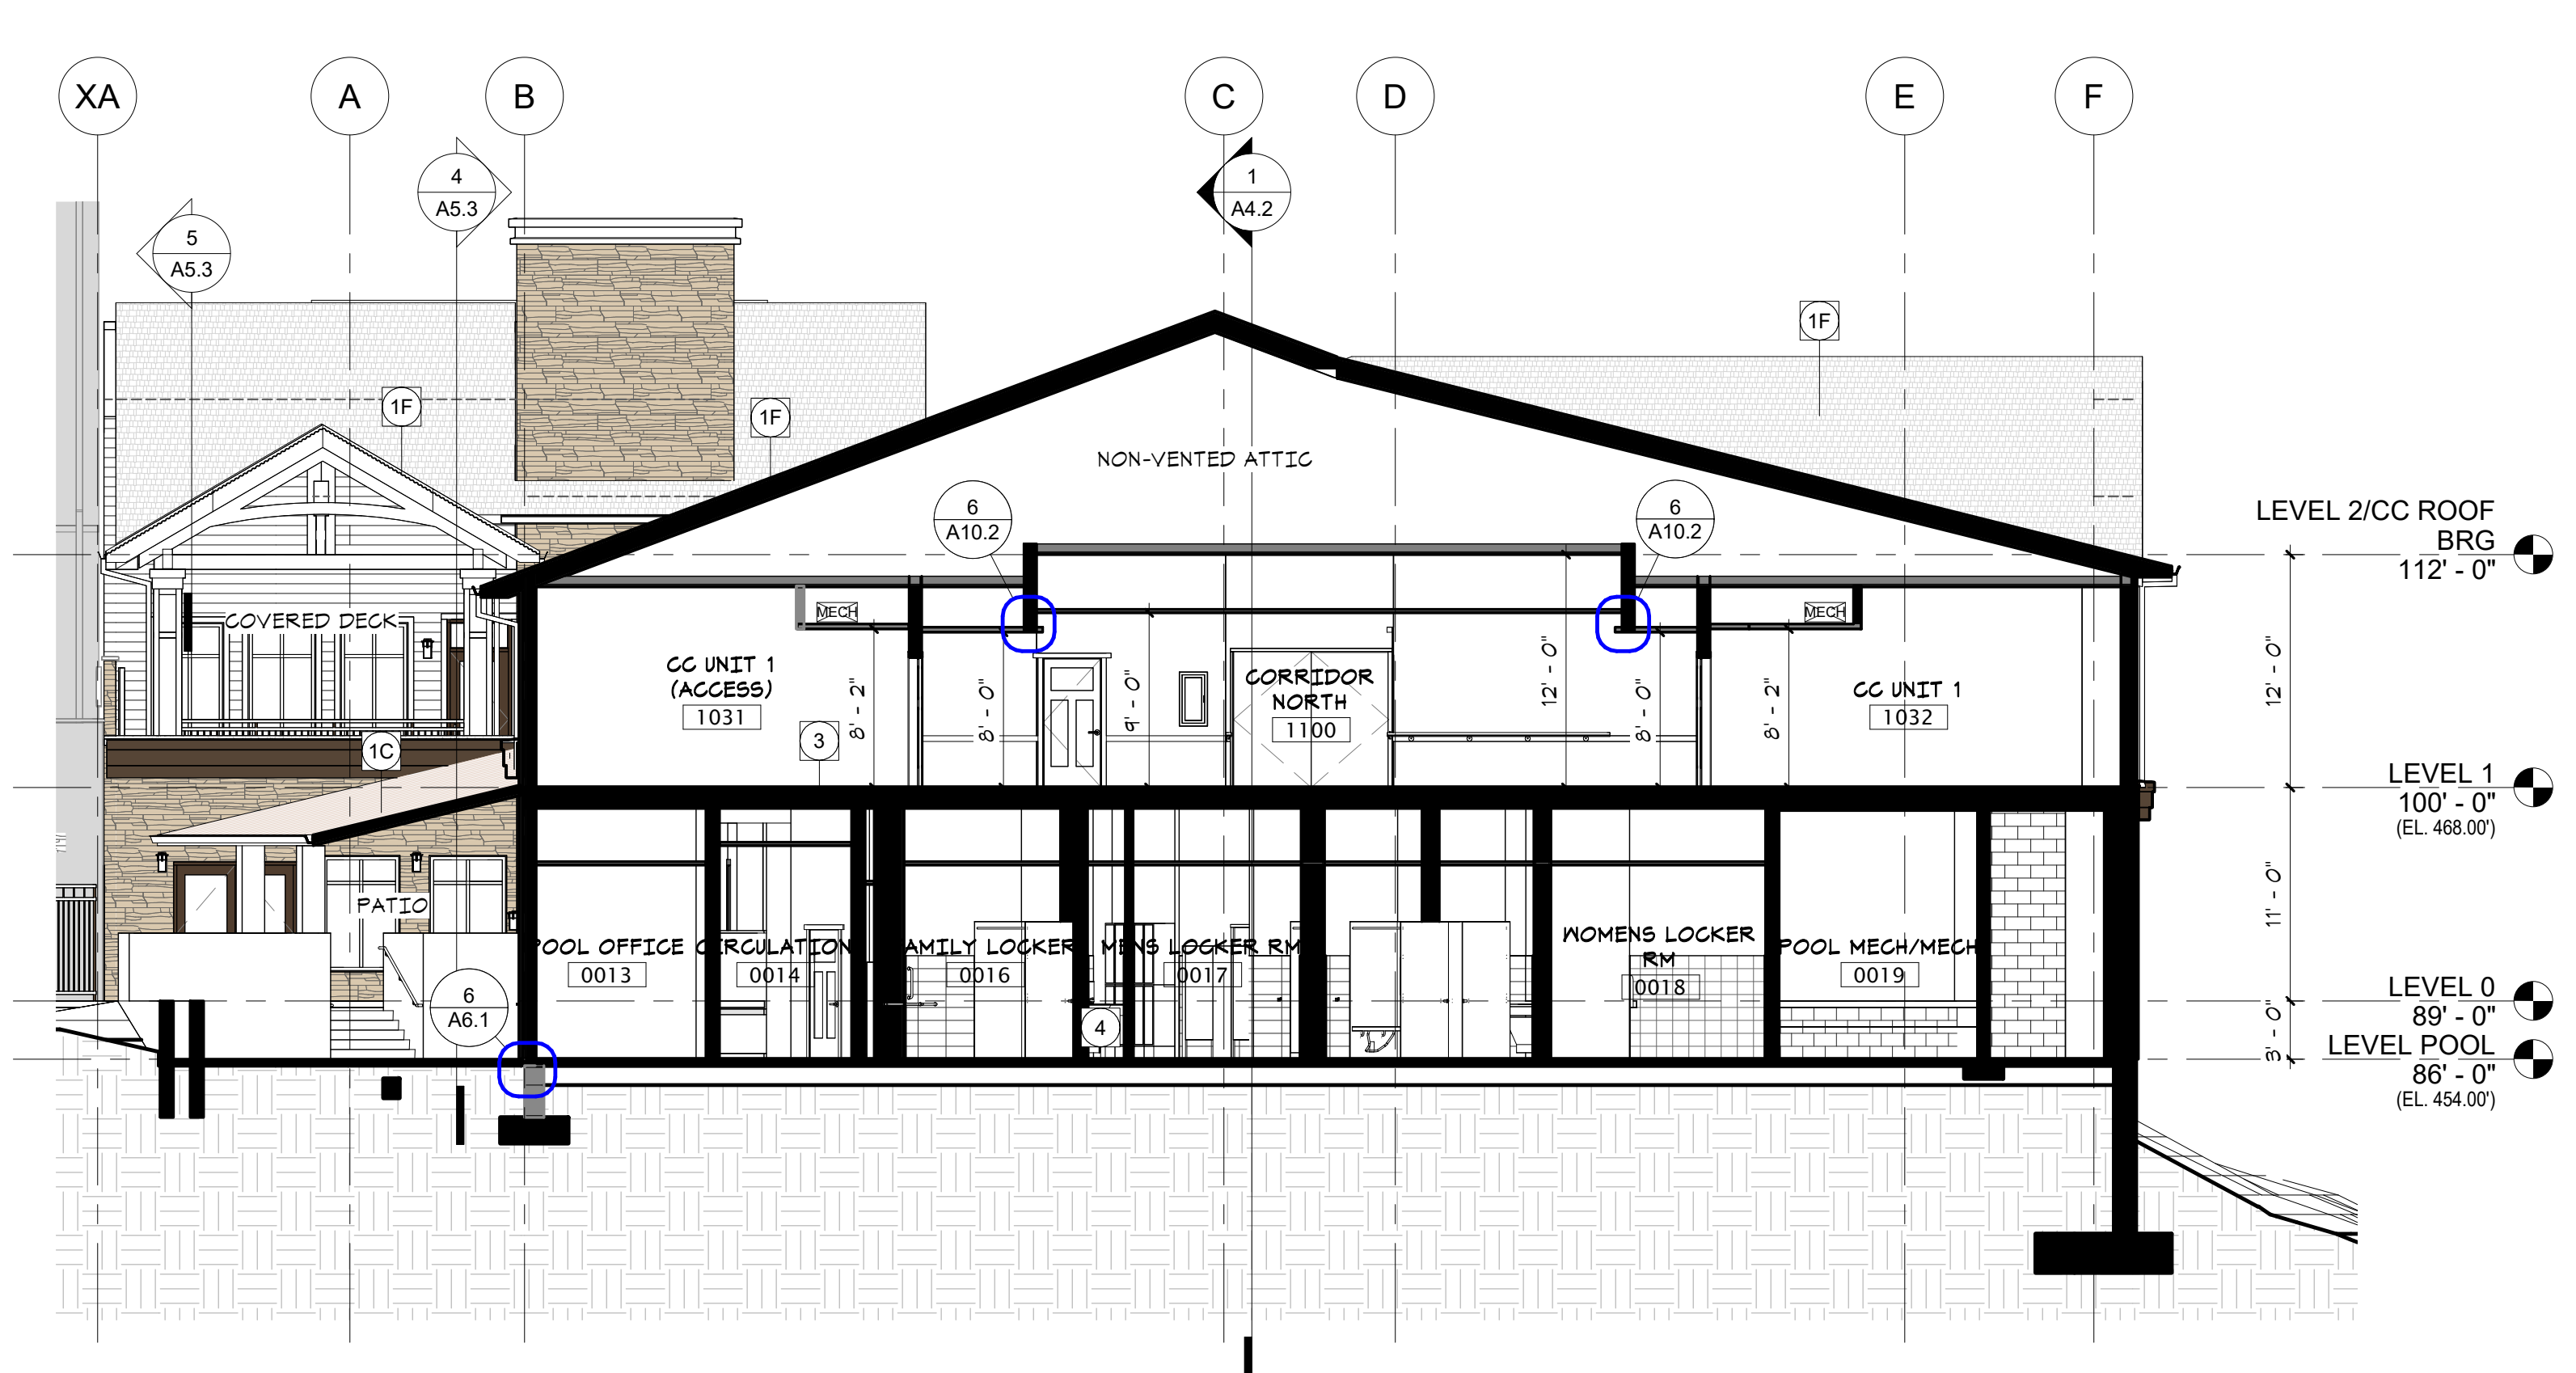 XA
A
B
C
D
E
F
4
A5.3
1
A4.2
5
A5.3
1F
1F
1F
NON-VENTED ATTIC
6
A10.2
6
A10.2
LEVEL 2/CC ROOF
BRG
112' - 0"
MECH
MECH
COVERED DECK
CC UNIT 1
(ACCESS)
1031
8' - 2"
8' - 0"
9' - 0"
CORRIDOR
NORTH
1100
12' - 0"
8' - 0"
8' - 2"
CC UNIT 1
1032
12' - 0"
3
1C
LEVEL 1
100' - 0"
(EL. 468.00')
PATIO
11' - 0"
POOL OFFICE
0013
CIRCULATION
0014
AMILY LOCKER
0016
MENS LOCKER RM
0017
WOMENS LOCKER
RM
0018
POOL MECH/MECH
0019
6
A6.1
4
LEVEL 0
89' - 0"
3' - 0"
LEVEL POOL
86' - 0"
(EL. 454.00')